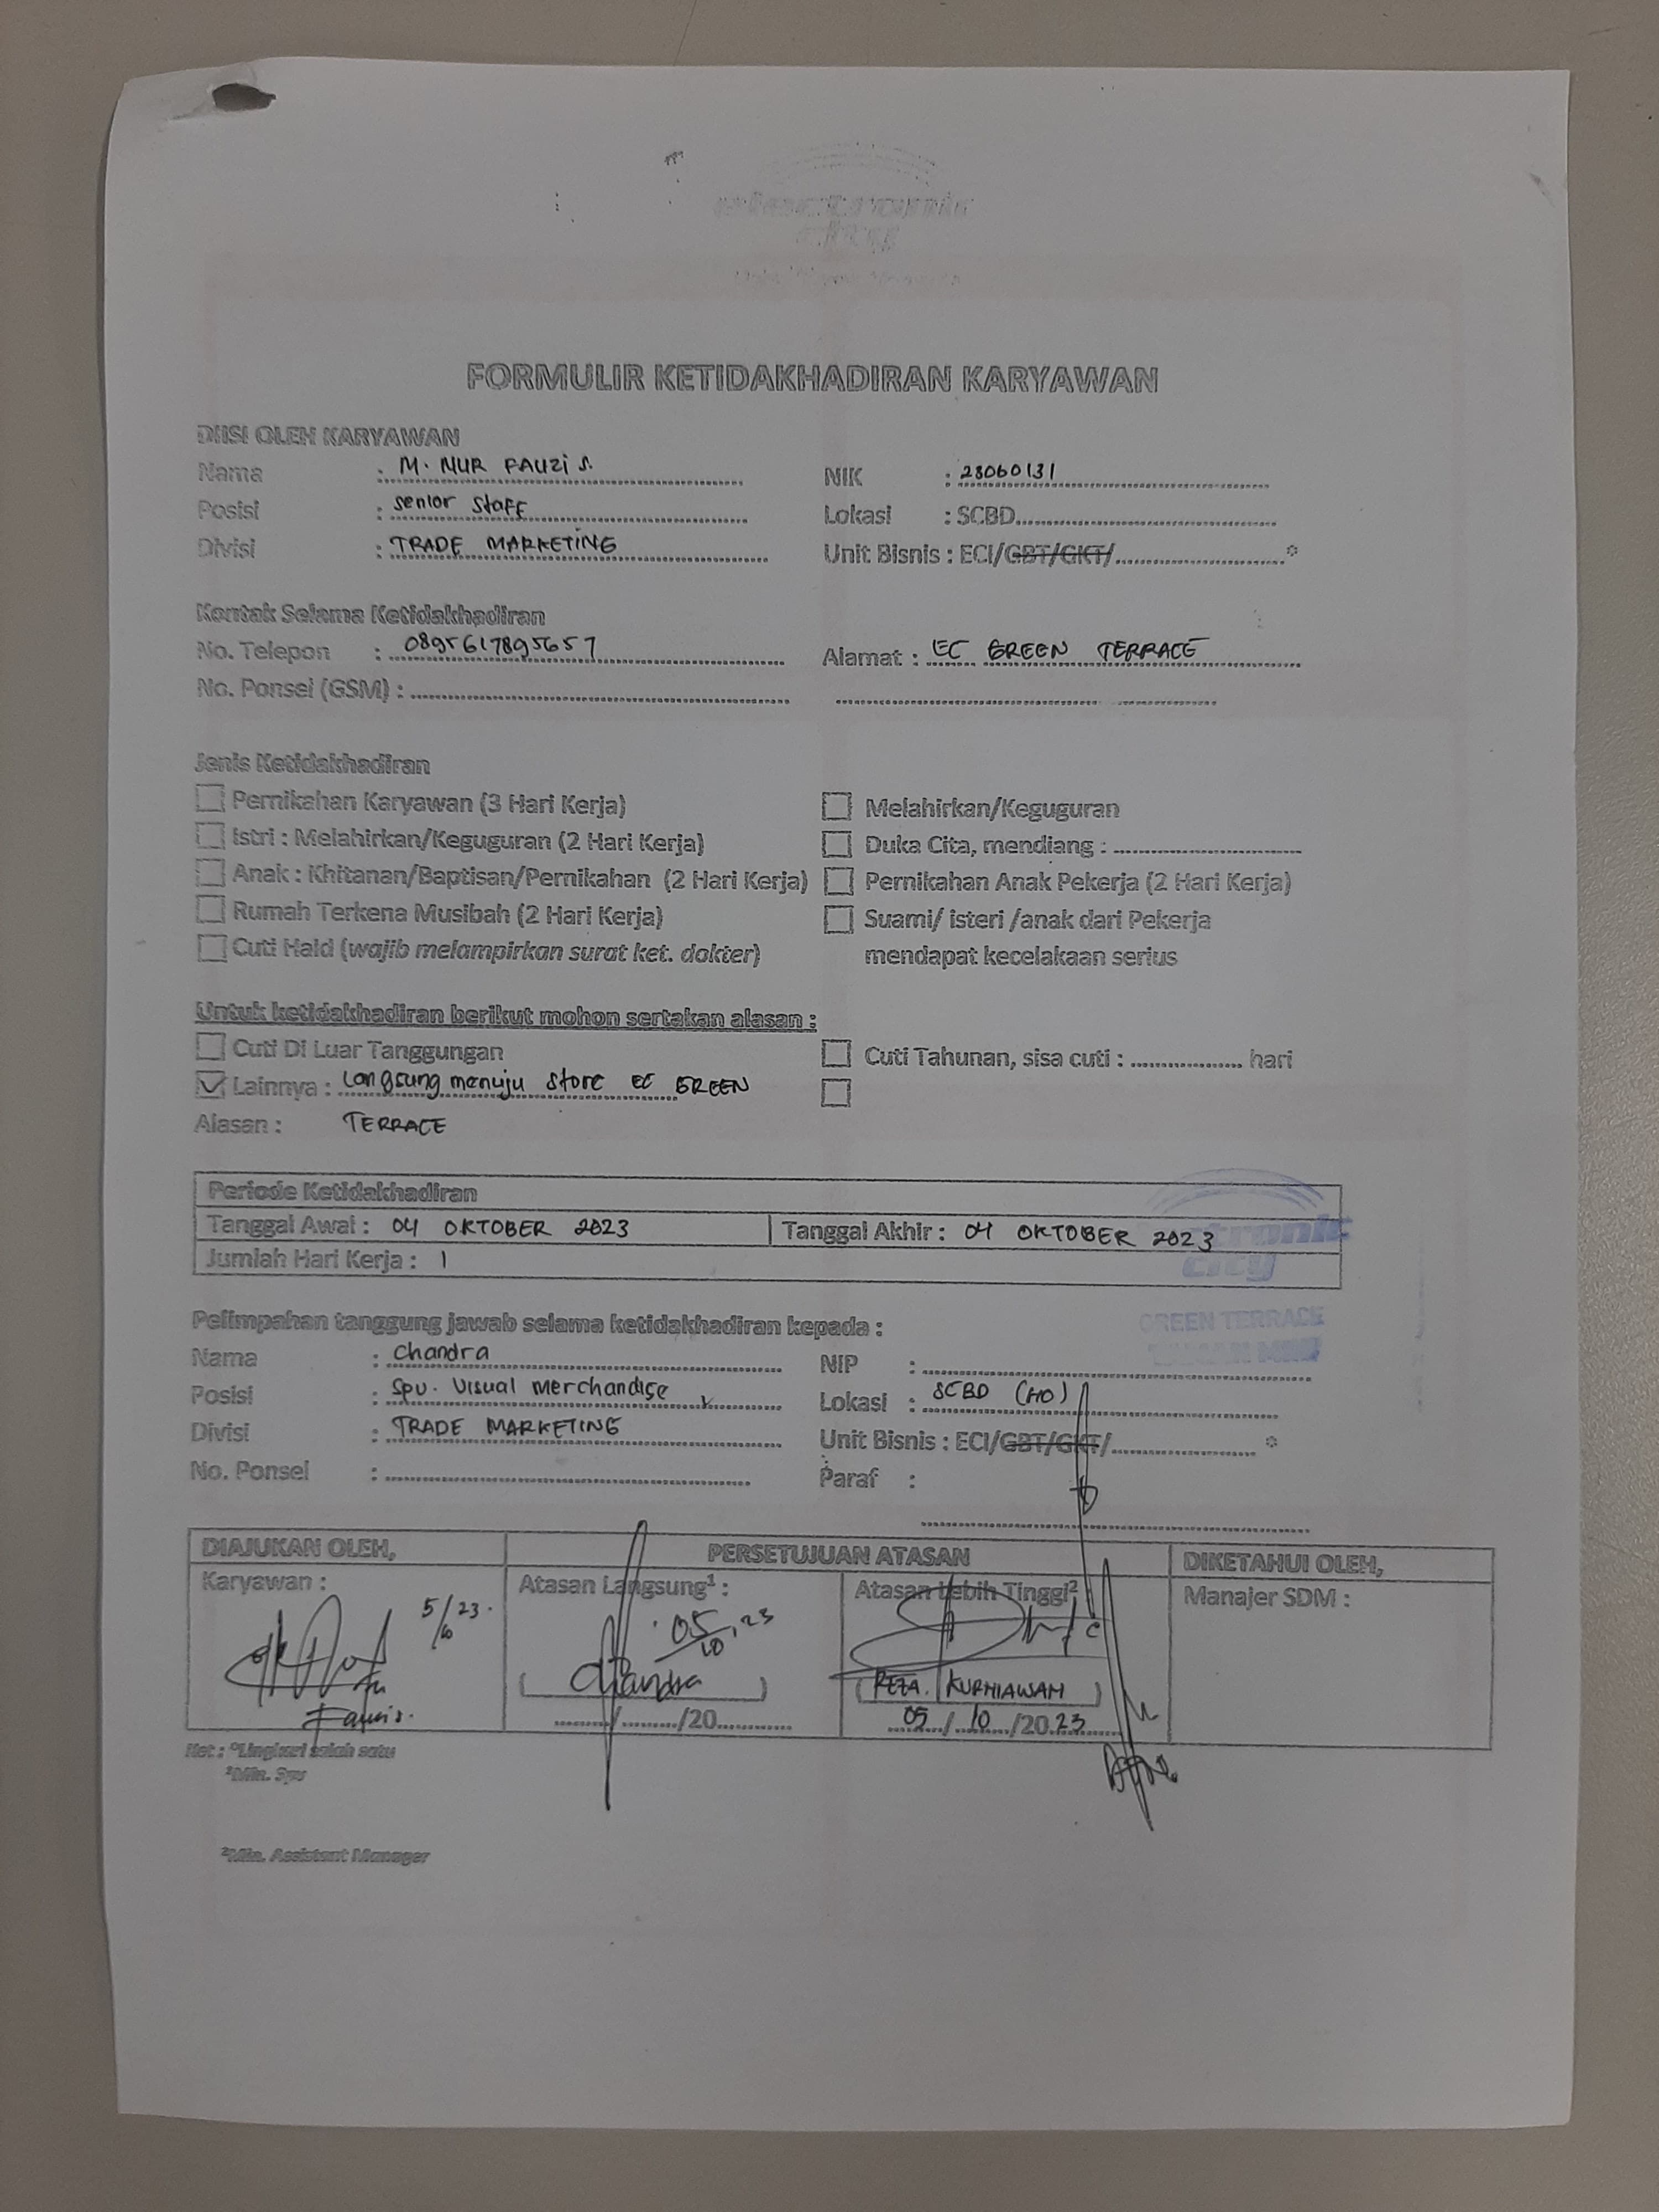 electronic
city
FORMULIR KETIDAKHADIRAN KARYAWAN
DIISI OLEH KARYAWAN
Nama : M. NUR FAUZI S. NIK : 23060131
Posisi : Senior Staff Lokasi : SCBD
Divisi : TRADE MARKETING Unit Bisnis : ECI/GBT/GKT/ *
Kontak Selama Ketidakhadiran
No. Telepon : 0895617895657 Alamat : EC GREEN TERRACE
No. Ponsel (GSM) :
Jenis Ketidakhadiran
Pernikahan Karyawan (3 Hari Kerja) Melahirkan/Keguguran
Istri : Melahirkan/Keguguran (2 Hari Kerja) Duka Cita, mendiang :
Anak : Khitanan/Baptisan/Pernikahan (2 Hari Kerja) Pernikahan Anak Pekerja (2 Hari Kerja)
Rumah Terkena Musibah (2 Hari Kerja) Suami/ isteri /anak dari Pekerja
Cuti Haid (wajib melampirkan surat ket. dokter) mendapat kecelakaan serius
Untuk ketidakhadiran berikut mohon sertakan alasan :
Cuti Di Luar Tanggungan Cuti Tahunan, sisa cuti : hari
Lainnya : Langsung menuju store EC GREEN
Alasan : TERRACE
Periode Ketidakhadiran
Tanggal Awal : 04 OKTOBER 2023 Tanggal Akhir : 04 OKTOBER 2023
Jumlah Hari Kerja : 1
electronic
city
GREEN TERRACE
Pelimpahan tanggung jawab selama ketidakhadiran kepada :
Nama : Chandra NIP :
Posisi : Spv. Visual Merchandise Lokasi : SCBD (HO)
Divisi : TRADE MARKETING Unit Bisnis : ECI/GBT/GKT/ *
No. Ponsel : Paraf :
DIAJUKAN OLEH, PERSETUJUAN ATASAN DIKETAHUI OLEH,
Karyawan : Atasan Langsung¹ : Atasan Lebih Tinggi² : Manajer SDM :
05/10, 23
Chandra (REZA KURNIAWAN)
Fauzi S. / /20 05/10/2023
Ket : *Lingkari salah satu
¹Min. Spv
²Min. Assistant Manager